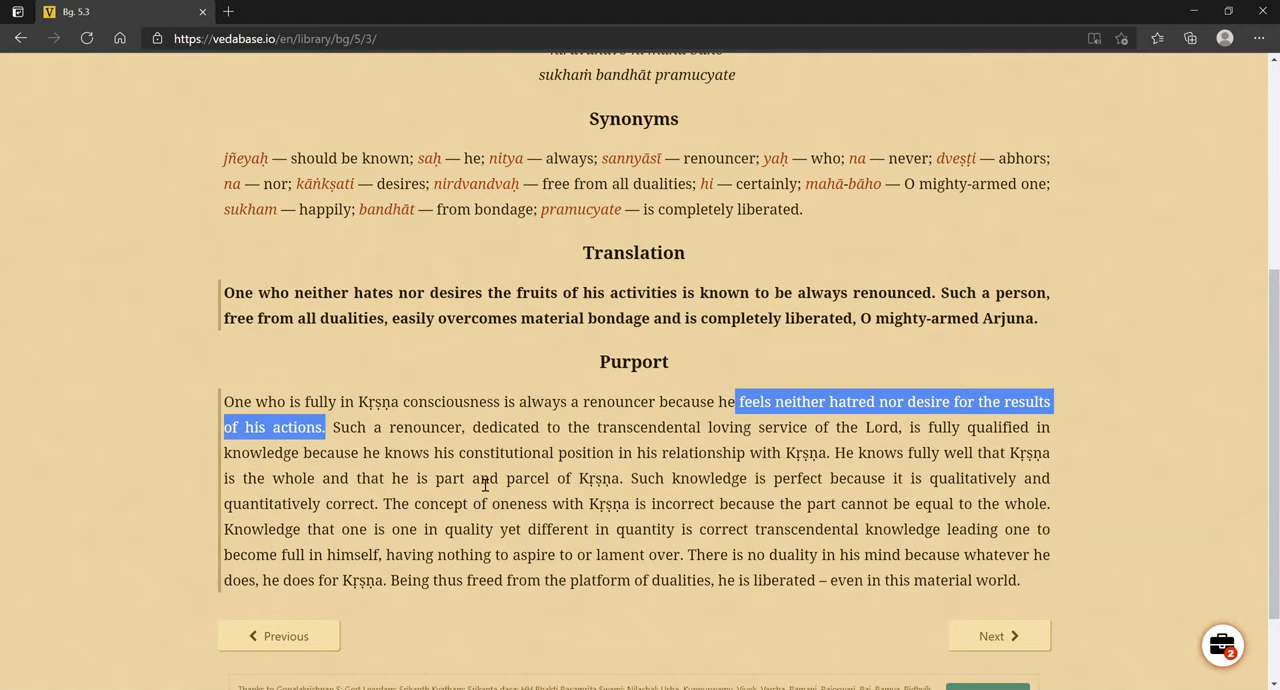 Bg. 5.3
https://vedabase.io/en/library/bg/5/3/
sukhaṁ bandhāt pramucyate
Synonyms
jñeyaḥ — should be known; saḥ — he; nitya — always; sannyāsī — renouncer; yaḥ — who; na — never; dveṣṭi — abhors;
na — nor; kāṅkṣati — desires; nirdvandvaḥ — free from all dualities; hi — certainly; mahā-bāho — O mighty-armed one;
sukham — happily; bandhāt — from bondage; pramucyate — is completely liberated.
Translation
One who neither hates nor desires the fruits of his activities is known to be always renounced. Such a person,
free from all dualities, easily overcomes material bondage and is completely liberated, O mighty-armed Arjuna.
Purport
One who is fully in Kṛṣṇa consciousness is always a renouncer because he feels neither hatred nor desire for the results
of his actions. Such a renouncer, dedicated to the transcendental loving service of the Lord, is fully qualified in
knowledge because he knows his constitutional position in his relationship with Kṛṣṇa. He knows fully well that Kṛṣṇa
is the whole and that he is part and parcel of Kṛṣṇa. Such knowledge is perfect because it is qualitatively and
quantitatively correct. The concept of oneness with Kṛṣṇa is incorrect because the part cannot be equal to the whole.
Knowledge that one is one in quality yet different in quantity is correct transcendental knowledge leading one to
become full in himself, having nothing to aspire to or lament over. There is no duality in his mind because whatever he
does, he does for Kṛṣṇa. Being thus freed from the platform of dualities, he is liberated – even in this material world.
Previous
Next
2